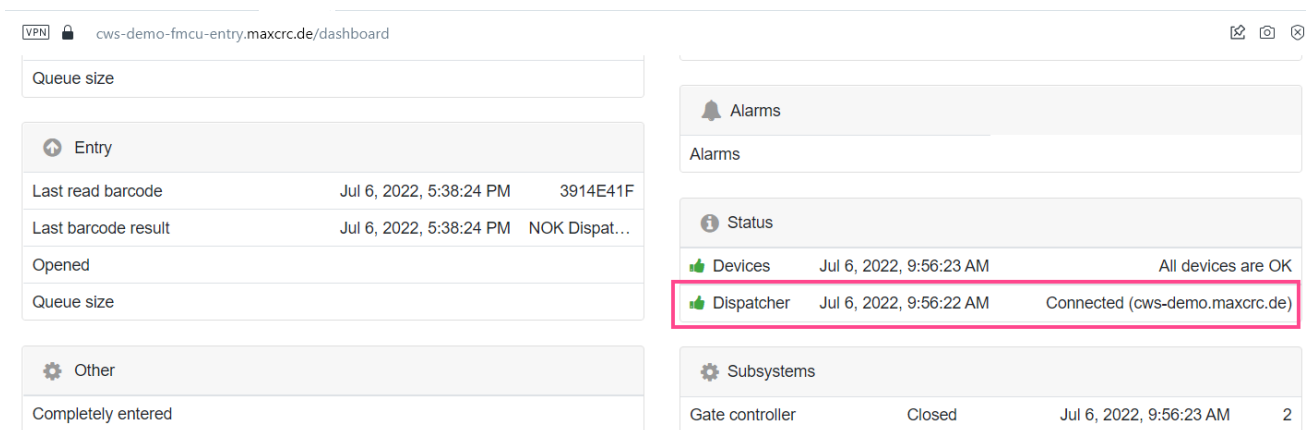 VPN cws-demo-fmcu-entry.maxcrc.de/dashboard
Queue size
Entry
Last read barcode Jul 6, 2022, 5:38:24 PM 3914E41F
Last barcode result Jul 6, 2022, 5:38:24 PM NOK Dispat...
Opened
Queue size
Other
Completely entered
Alarms
Alarms
Status
Devices Jul 6, 2022, 9:56:23 AM All devices are OK
Dispatcher Jul 6, 2022, 9:56:22 AM Connected (cws-demo.maxcrc.de)
Subsystems
Gate controller Closed Jul 6, 2022, 9:56:23 AM 2